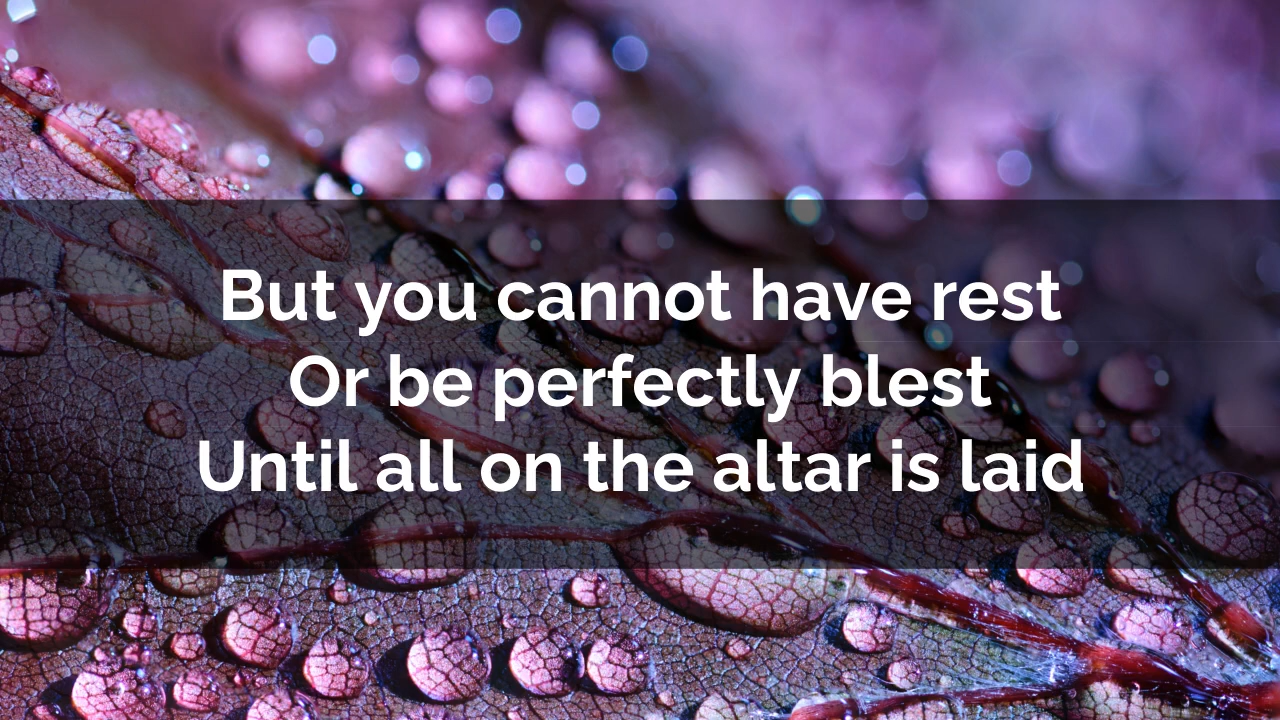 But you cannot have rest
Or be perfectly blest
Until all on the altar is laid